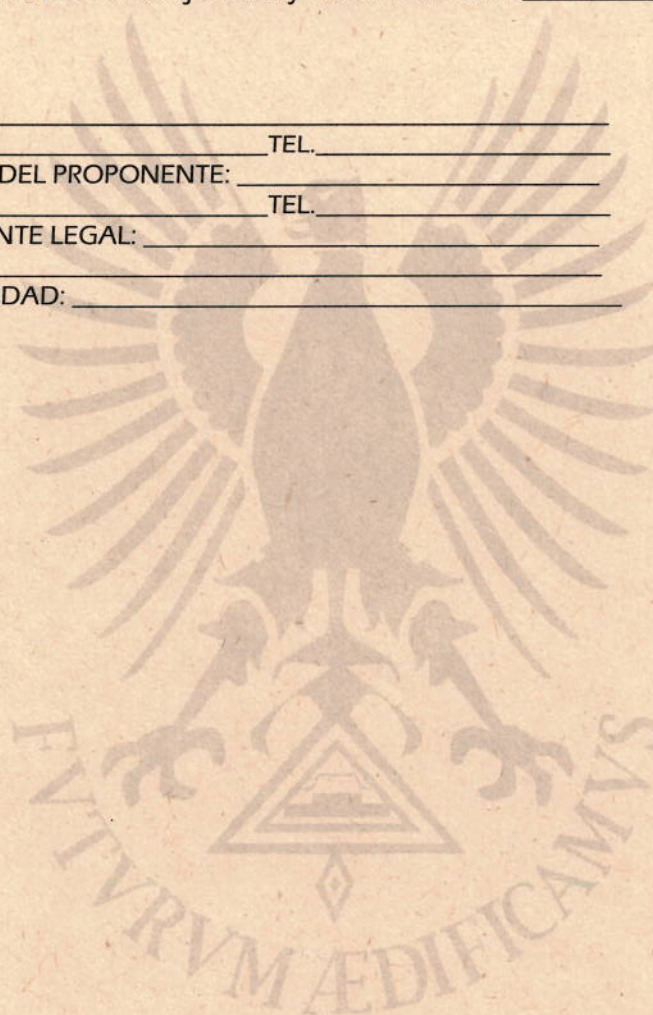 TEL.
DEL PROPONENTE:
TEL.
NTE LEGAL:
DAD:
FVTVRVM ÆDIFICAMVS